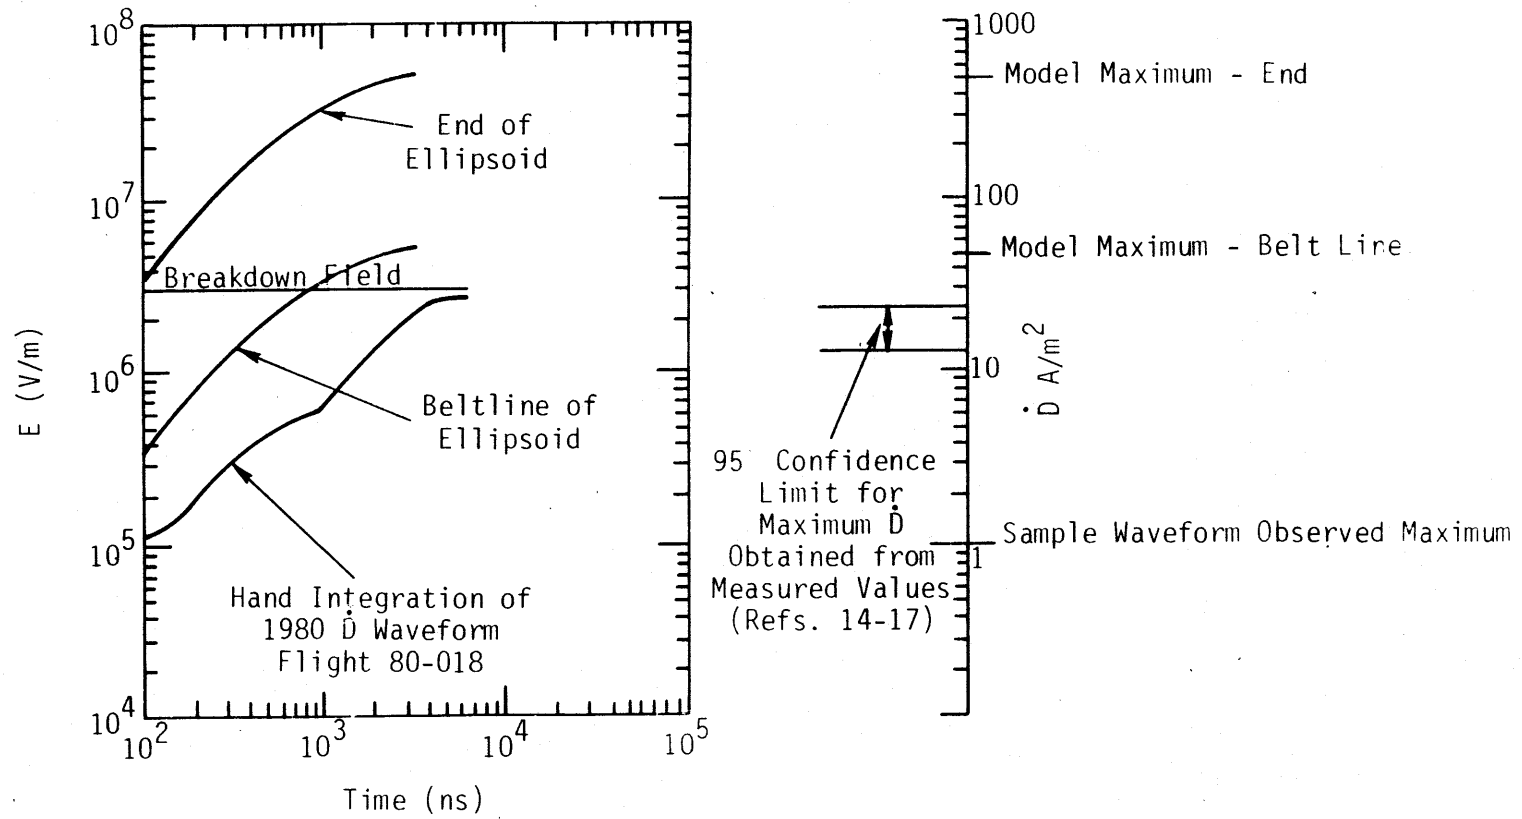 10^8
10^7
10^6
10^5
10^4
E (V/m)
10^2
10^3
10^4
10^5
Time (ns)
End of
Ellipsoid
Breakdown Field
Beltline of
Ellipsoid
Hand Integration of
1980 Ḋ Waveform
Flight 80-018
1000
100
10
1
Ḋ A/m^2
Model Maximum - End
Model Maximum - Belt Line
Sample Waveform Observed Maximum
95 Confidence
Limit for
Maximum Ḋ
Obtained from
Measured Values
(Refs. 14-17)